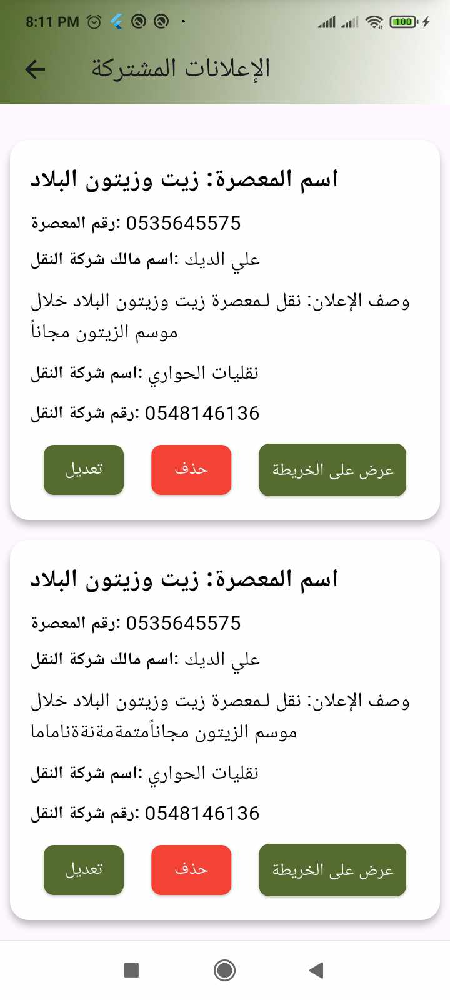 8:11 PM
100
الإعلانات المشتركة
اسم المعصرة: زيت وزيتون البلاد
رقم المعصرة: 0535645575
اسم مالك شركة النقل: علي الديك
وصف الإعلان: نقل لـمعصرة زيت وزيتون البلاد خلال
موسم الزيتون مجاناً
اسم شركة النقل: نقليات الحواري
رقم شركة النقل: 0548146136
عرض على الخريطة
حذف
تعديل
اسم المعصرة: زيت وزيتون البلاد
رقم المعصرة: 0535645575
اسم مالك شركة النقل: علي الديك
وصف الإعلان: نقل لـمعصرة زيت وزيتون البلاد خلال
موسم الزيتون مجاناًمتمةمةنةةناماما
اسم شركة النقل: نقليات الحواري
رقم شركة النقل: 0548146136
عرض على الخريطة
حذف
تعديل